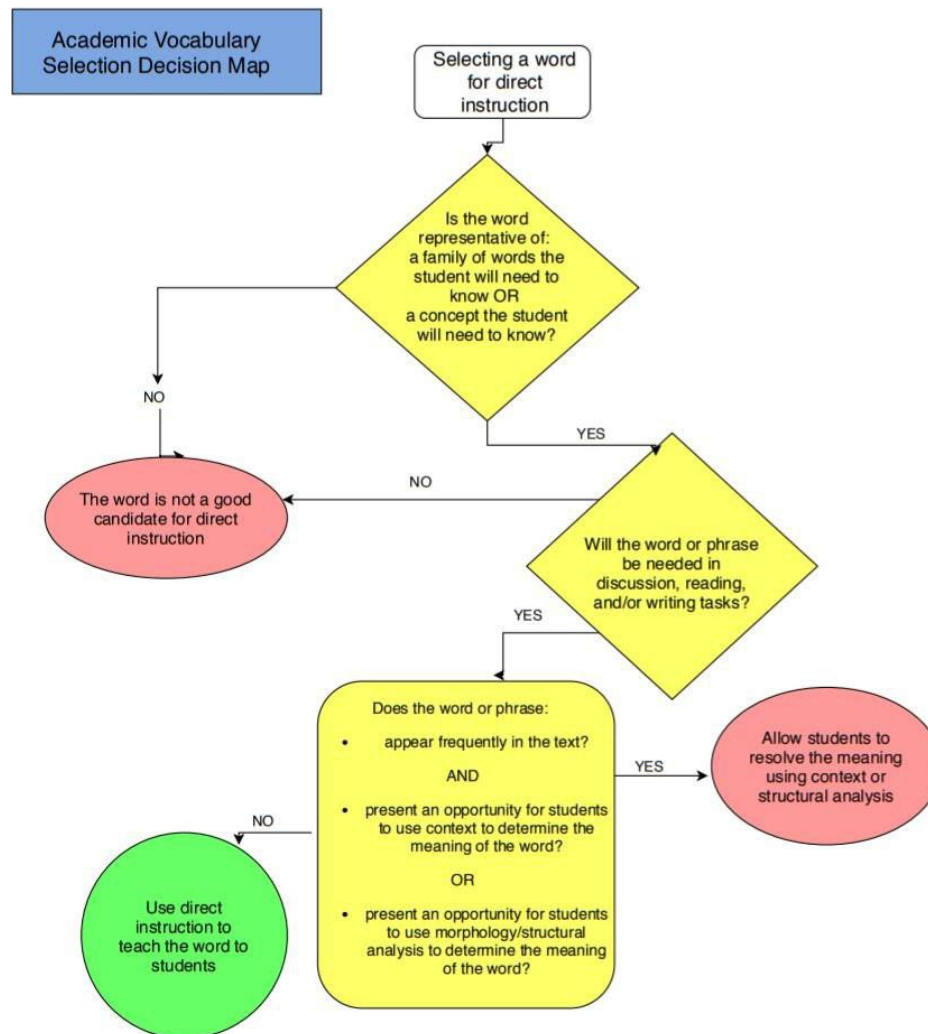 Academic Vocabulary
Selection Decision Map
Selecting a word
for direct
instruction
Is the word
representative of:
a family of words the
student will need to
know OR
a concept the student
will need to know?
NO
YES
NO
The word is not a good
candidate for direct
instruction
Will the word or phrase
be needed in
discussion, reading,
and/or writing tasks?
YES
Does the word or phrase:
• appear frequently in the text?
AND
• present an opportunity for students
to use context to determine the
meaning of the word?
OR
• present an opportunity for students
to use morphology/structural
analysis to determine the meaning
of the word?
YES
Allow students to
resolve the meaning
using context or
structural analysis
NO
Use direct
instruction to
teach the word to
students